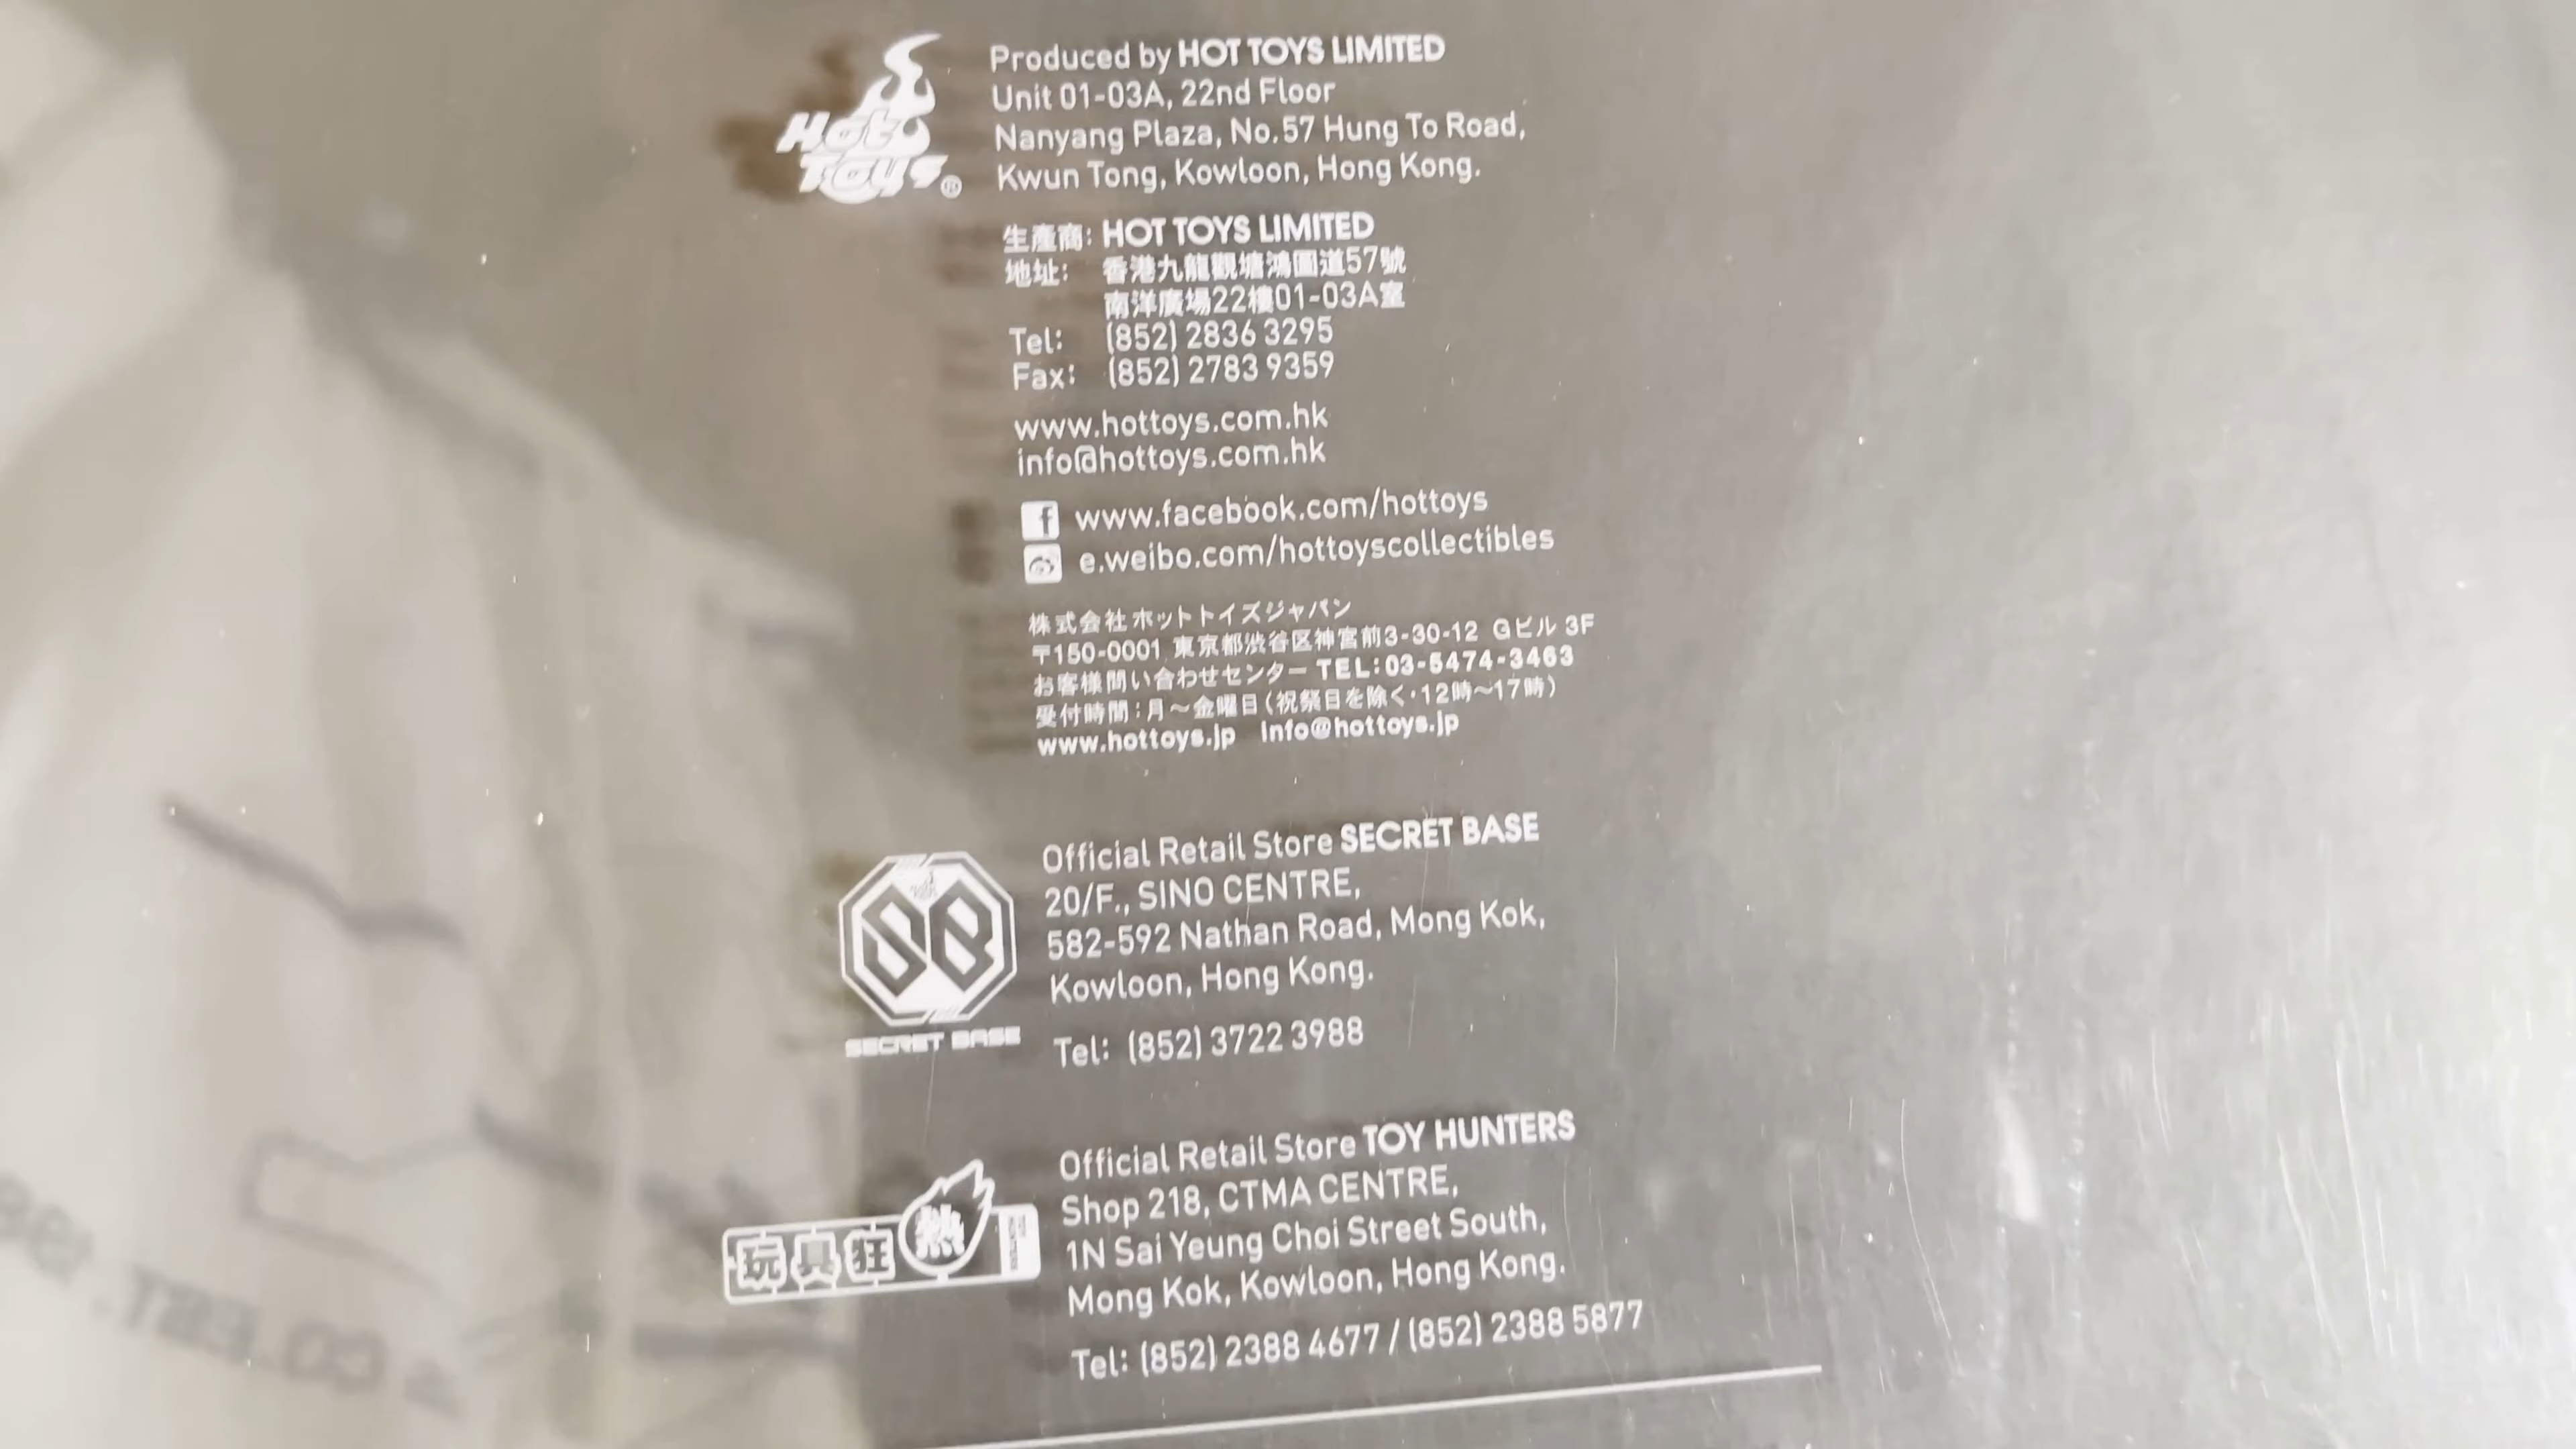 Hot Toys®
Produced by HOT TOYS LIMITED
Unit 01-03A, 22nd Floor
Nanyang Plaza, No.57 Hung To Road,
Kwun Tong, Kowloon, Hong Kong.
生產商: HOT TOYS LIMITED
地址: 香港九龍觀塘鴻圖道57號
南洋廣場22樓01-03A室
Tel: (852) 2836 3295
Fax: (852) 2783 9359
www.hottoys.com.hk
info@hottoys.com.hk
f www.facebook.com/hottoys
e.weibo.com/hottoyscollectibles
株式会社ホットトイズジャパン
〒150-0001 東京都渋谷区神宮前3-30-12 Gビル 3F
お客様問い合わせセンター TEL:03-5474-3463
受付時間:月~金曜日(祝祭日を除く・12時~17時)
www.hottoys.jp info@hottoys.jp
SB
SECRET BASE
Official Retail Store SECRET BASE
20/F., SINO CENTRE,
582-592 Nathan Road, Mong Kok,
Kowloon, Hong Kong.
Tel: (852) 3722 3988
玩具狂熱
Official Retail Store TOY HUNTERS
Shop 218, CTMA CENTRE,
1N Sai Yeung Choi Street South,
Mong Kok, Kowloon, Hong Kong.
Tel: (852) 2388 4677 / (852) 2388 5877